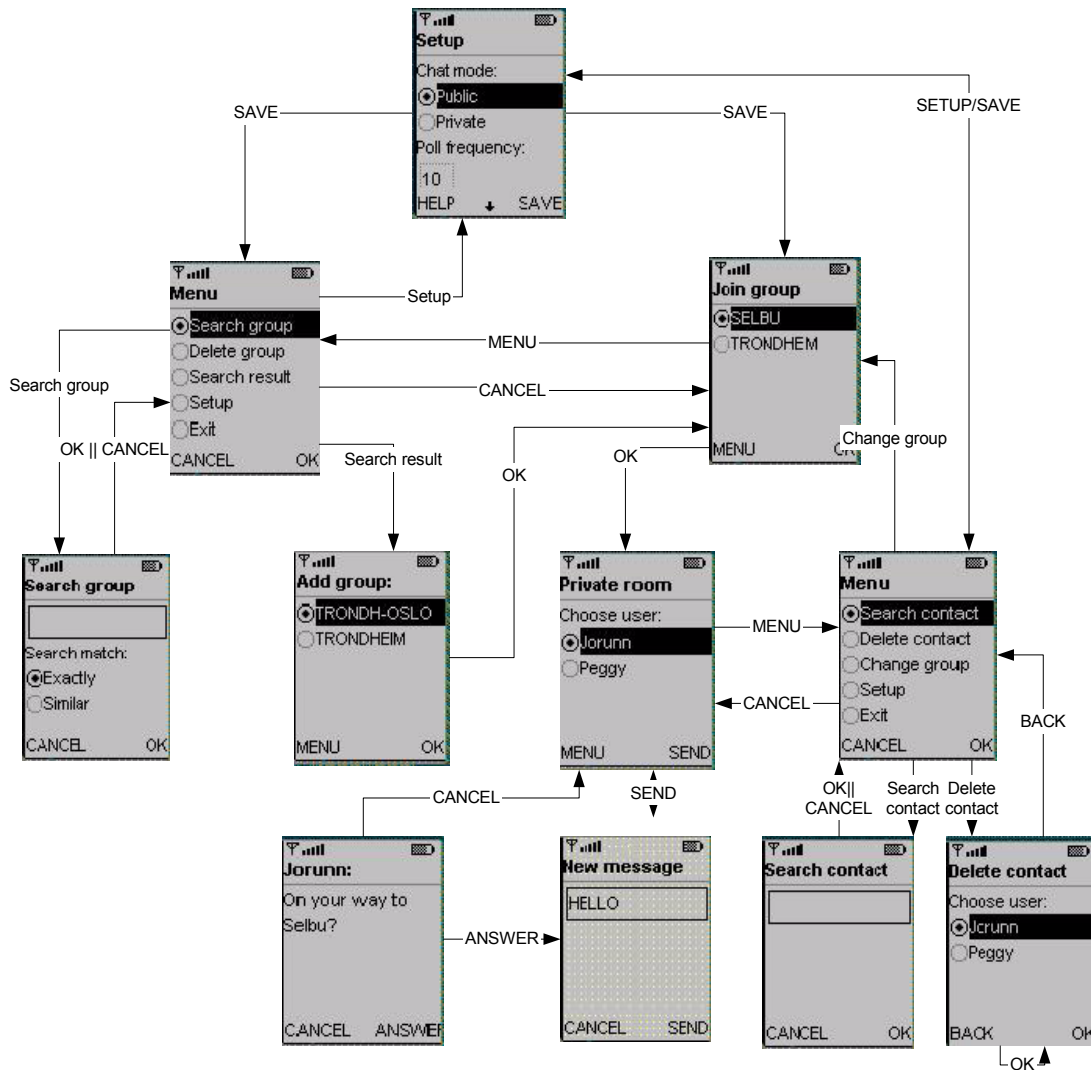 Setup
Chat mode:
Public
Private
Poll frequency:
10
HELP SAVE
SAVE
SAVE
SETUP/SAVE
Menu
Search group
Delete group
Search result
Setup
Exit
CANCEL OK
Setup
MENU
CANCEL
Join group
SELBU
TRONDHEM
MENU OK
Search group
OK || CANCEL
Search result
OK
OK
Change group
Search group
Search match:
Exactly
Similar
CANCEL OK
Add group:
TRONDH-OSLO
TRONDHEIM
MENU OK
Private room
Choose user:
Jorunn
Peggy
MENU SEND
MENU
CANCEL
Menu
Search contact
Delete contact
Change group
Setup
Exit
CANCEL OK
BACK
CANCEL
SEND
OK||
CANCEL
Search
contact
Delete
contact
Jorunn:
On your way to
Selbu?
CANCEL ANSWER
ANSWER
New message
HELLO
CANCEL SEND
Search contact
CANCEL OK
Delete contact
Choose user:
Jorunn
Peggy
BACK OK
OK